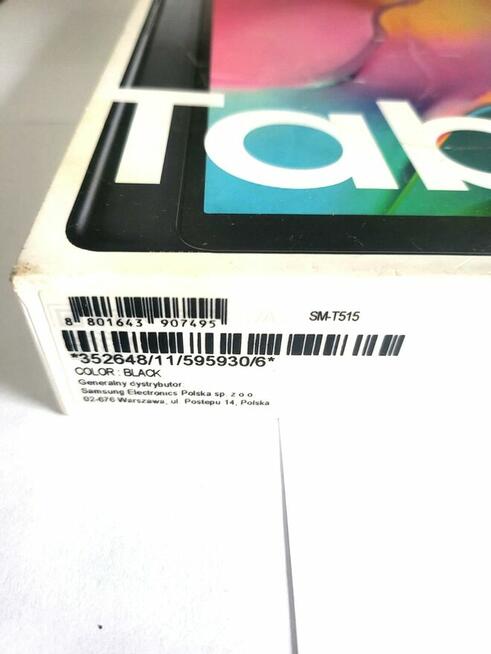 Tab
8 801643 907495
SM-T515
*352648/11/595930/6*
COLOR : BLACK
Generalny dystrybutor:
Samsung Electronics Polska sp. z o.o
02-676 Warszawa, ul. Postepu 14, Polska